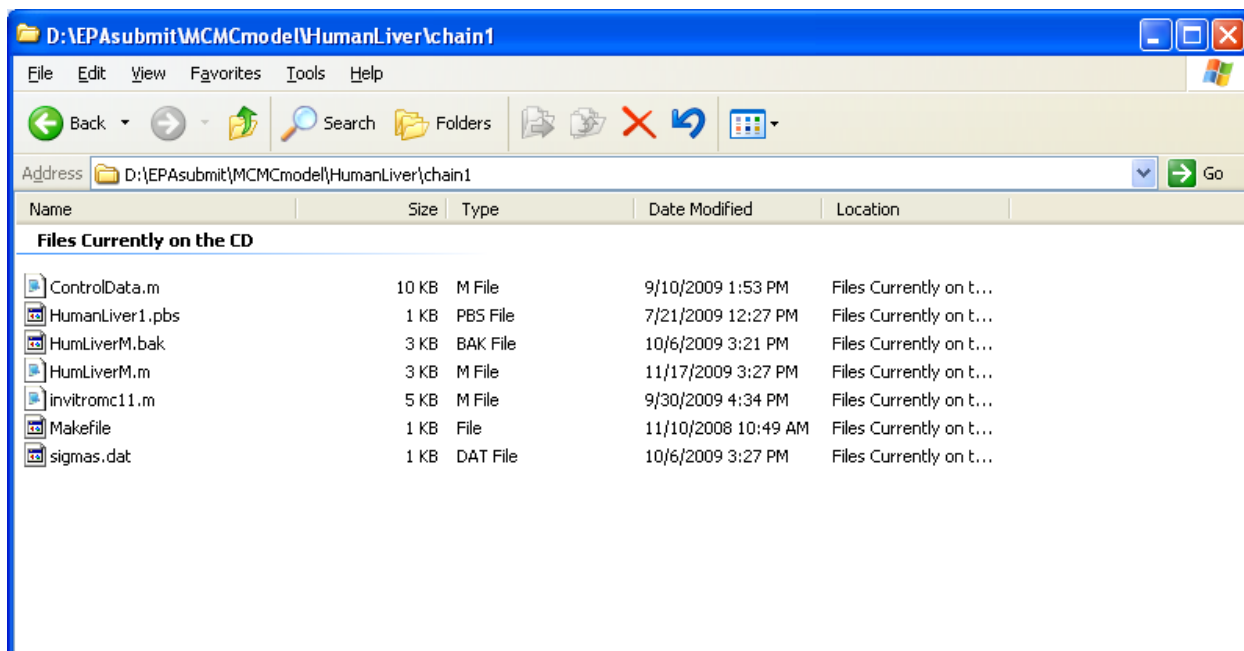 D:\EPAsubmit\MCMCmodel\HumanLiver\chain1
File Edit View Favorites Tools Help
Back Search Folders
Address D:\EPAsubmit\MCMCmodel\HumanLiver\chain1 Go
Name Size Type Date Modified Location
Files Currently on the CD
ControlData.m 10 KB M File 9/10/2009 1:53 PM Files Currently on t...
HumanLiver1.pbs 1 KB PBS File 7/21/2009 12:27 PM Files Currently on t...
HumLiverM.bak 3 KB BAK File 10/6/2009 3:21 PM Files Currently on t...
HumLiverM.m 3 KB M File 11/17/2009 3:27 PM Files Currently on t...
invitromc11.m 5 KB M File 9/30/2009 4:34 PM Files Currently on t...
Makefile 1 KB File 11/10/2008 10:49 AM Files Currently on t...
sigmas.dat 1 KB DAT File 10/6/2009 3:27 PM Files Currently on t...